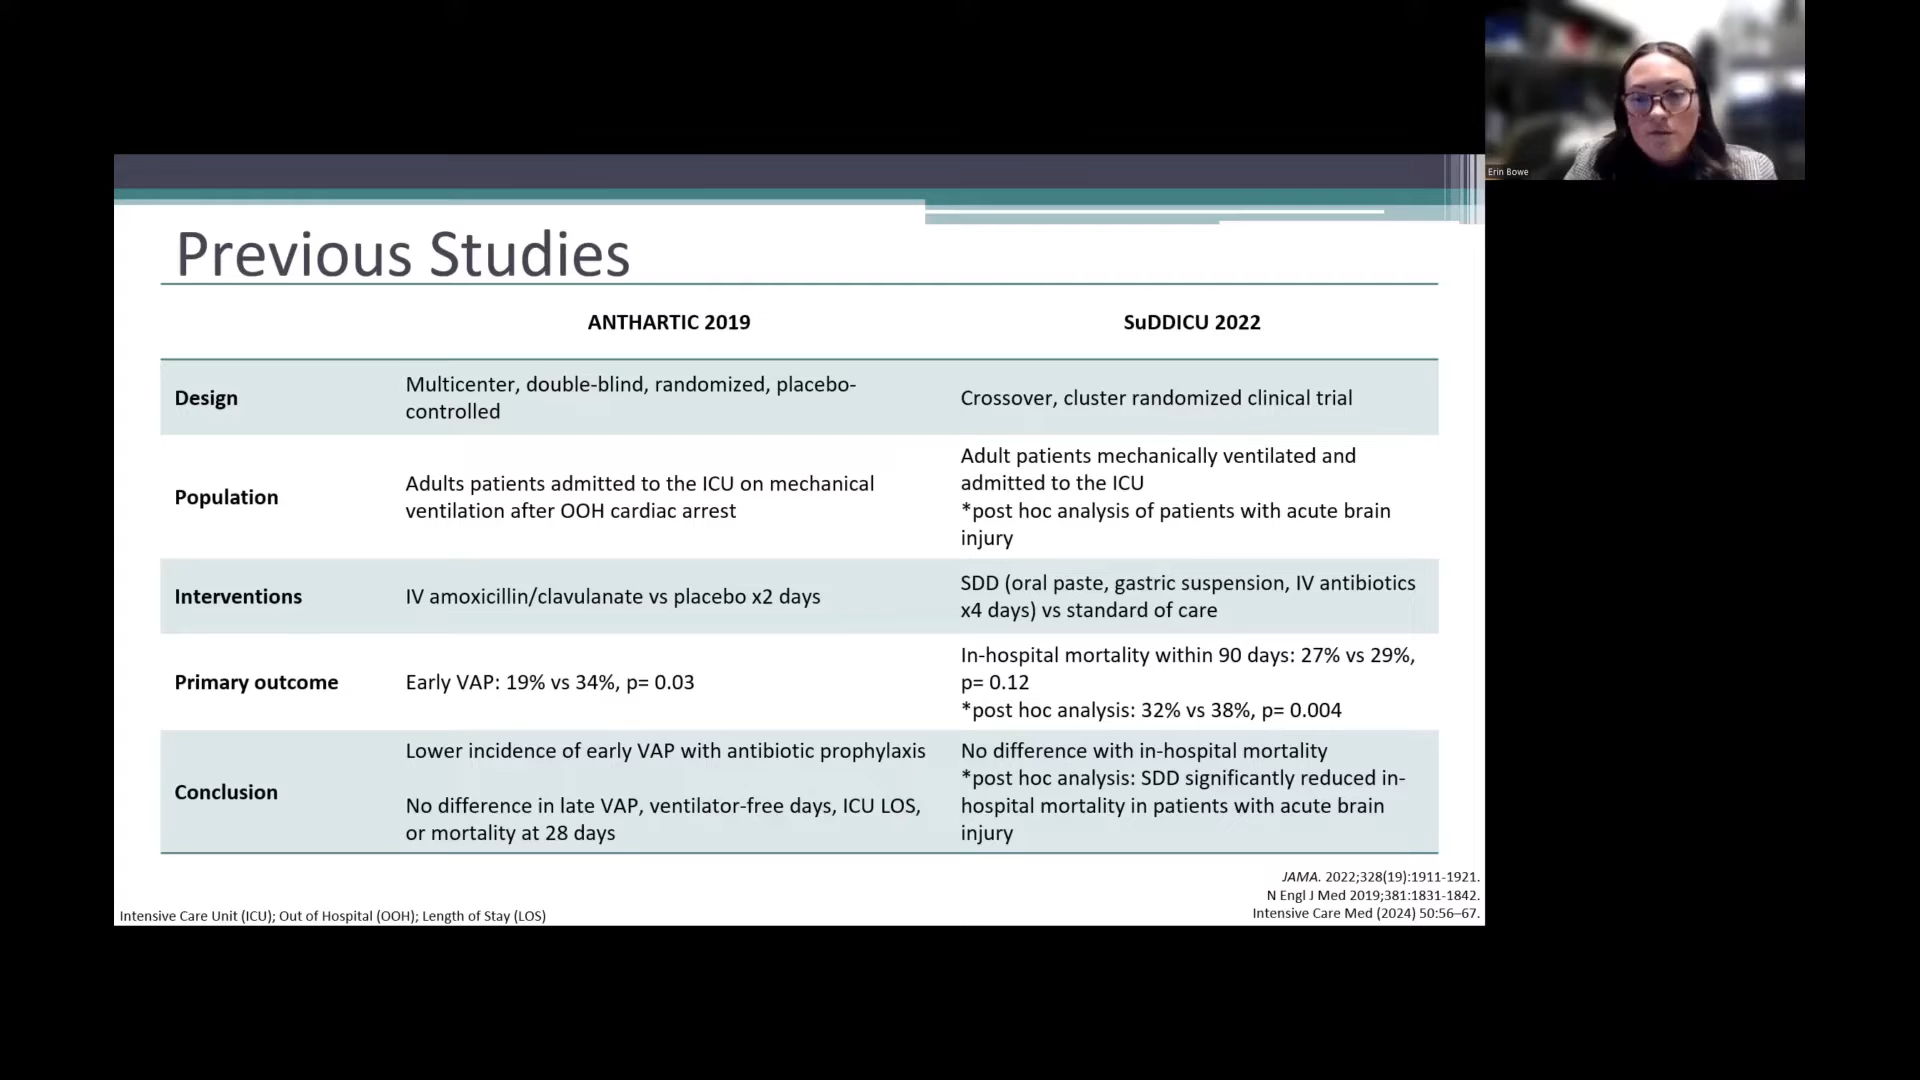 Erin Bowe
Previous Studies
ANTHARTIC 2019
SuDDICU 2022
Design
Multicenter, double-blind, randomized, placebo-
controlled
Crossover, cluster randomized clinical trial
Population
Adults patients admitted to the ICU on mechanical
ventilation after OOH cardiac arrest
Adult patients mechanically ventilated and
admitted to the ICU
*post hoc analysis of patients with acute brain
injury
Interventions
IV amoxicillin/clavulanate vs placebo x2 days
SDD (oral paste, gastric suspension, IV antibiotics
x4 days) vs standard of care
Primary outcome
Early VAP: 19% vs 34%, p= 0.03
In-hospital mortality within 90 days: 27% vs 29%,
p= 0.12
*post hoc analysis: 32% vs 38%, p= 0.004
Conclusion
Lower incidence of early VAP with antibiotic prophylaxis
No difference in late VAP, ventilator-free days, ICU LOS,
or mortality at 28 days
No difference with in-hospital mortality
*post hoc analysis: SDD significantly reduced in-
hospital mortality in patients with acute brain
injury
JAMA. 2022;328(19):1911-1921.
N Engl J Med 2019;381:1831-1842.
Intensive Care Med (2024) 50:56–67.
Intensive Care Unit (ICU); Out of Hospital (OOH); Length of Stay (LOS)